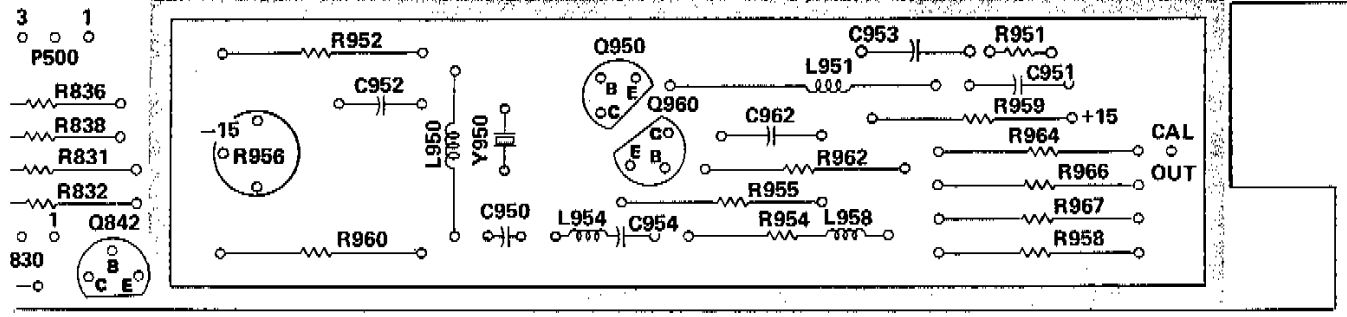 3 1
P500
R836
R838
R831
R832
1
Q842
830
B
C E
R952
C952
-15
R956
R960
L950
Y950
C950
L954
C954
Q950
B E
C
Q960
C
E B
L951
C953
R951
C951
R959 +15
C962
R962
R955
R954
L958
R964
R966
R967
R958
CAL
OUT